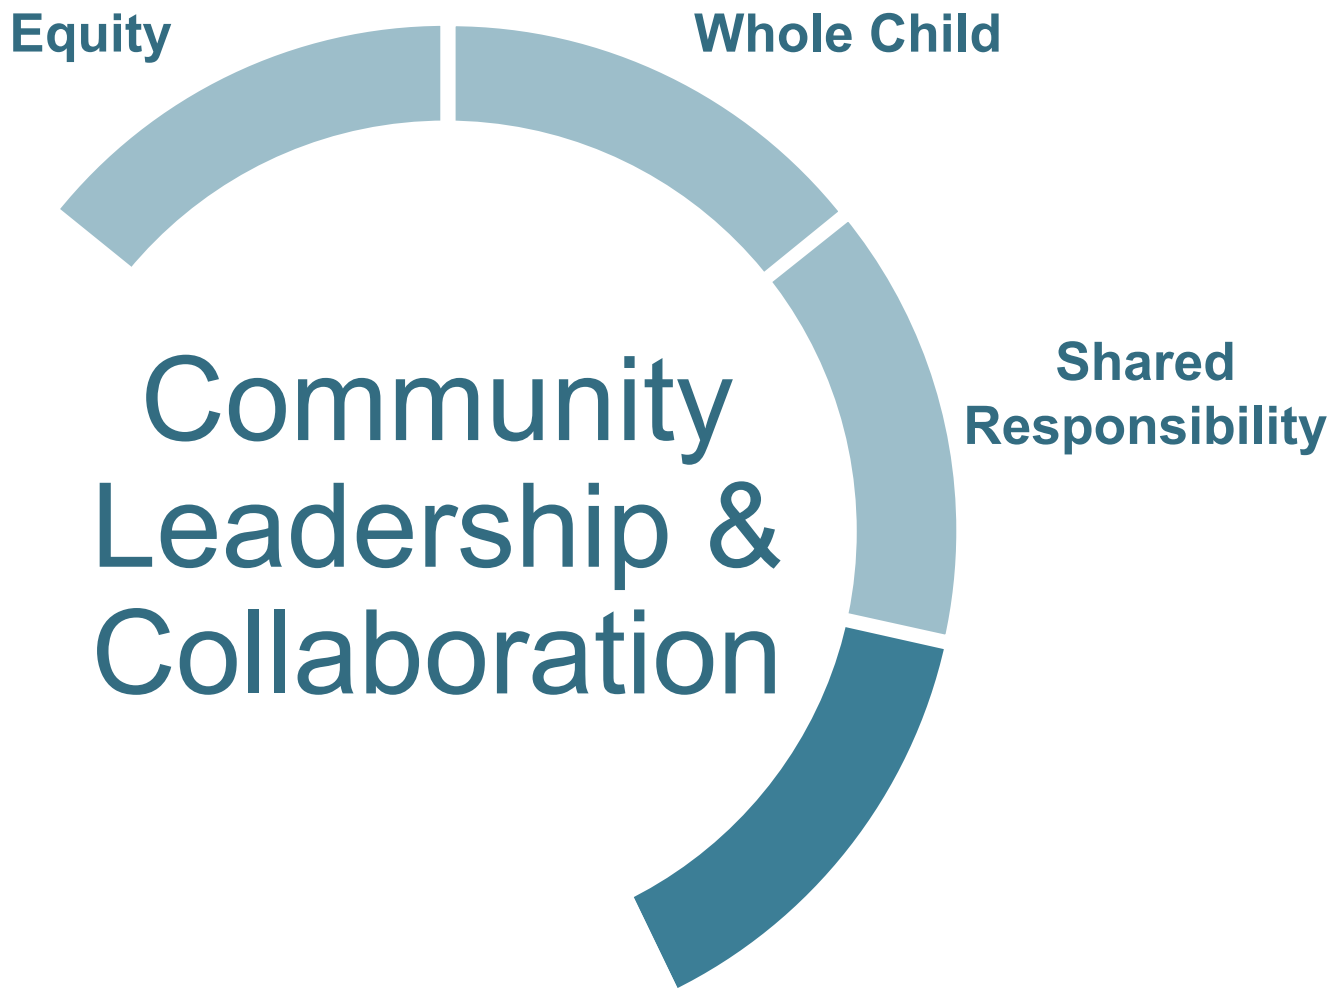 Equity
Whole Child
Shared
Responsibility
Community
Leadership &
Collaboration